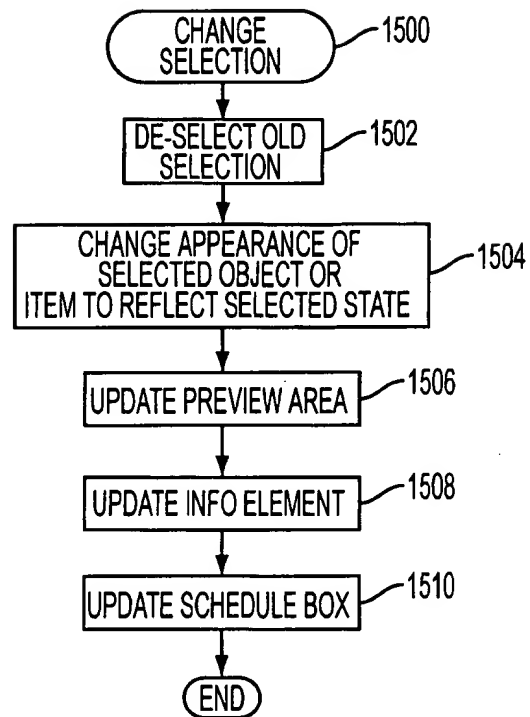 CHANGE
SELECTION
1500
DE-SELECT OLD
SELECTION
1502
CHANGE APPEARANCE OF
SELECTED OBJECT OR
ITEM TO REFLECT SELECTED STATE
1504
UPDATE PREVIEW AREA
1506
UPDATE INFO ELEMENT
1508
UPDATE SCHEDULE BOX
1510
END